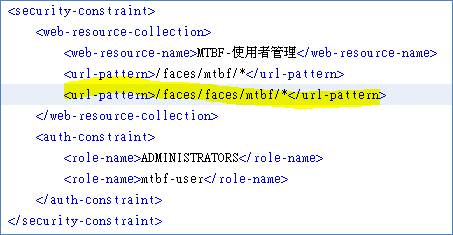 <security-constraint>
<web-resource-collection>
<web-resource-name>MTBF-使用者管理</web-resource-name>
<url-pattern>/faces/mtbf/*</url-pattern>
<url-pattern>/faces/faces/mtbf/*</url-pattern>
</web-resource-collection>
<auth-constraint>
<role-name>ADMINISTRATORS</role-name>
<role-name>mtbf-user</role-name>
</auth-constraint>
</security-constraint>